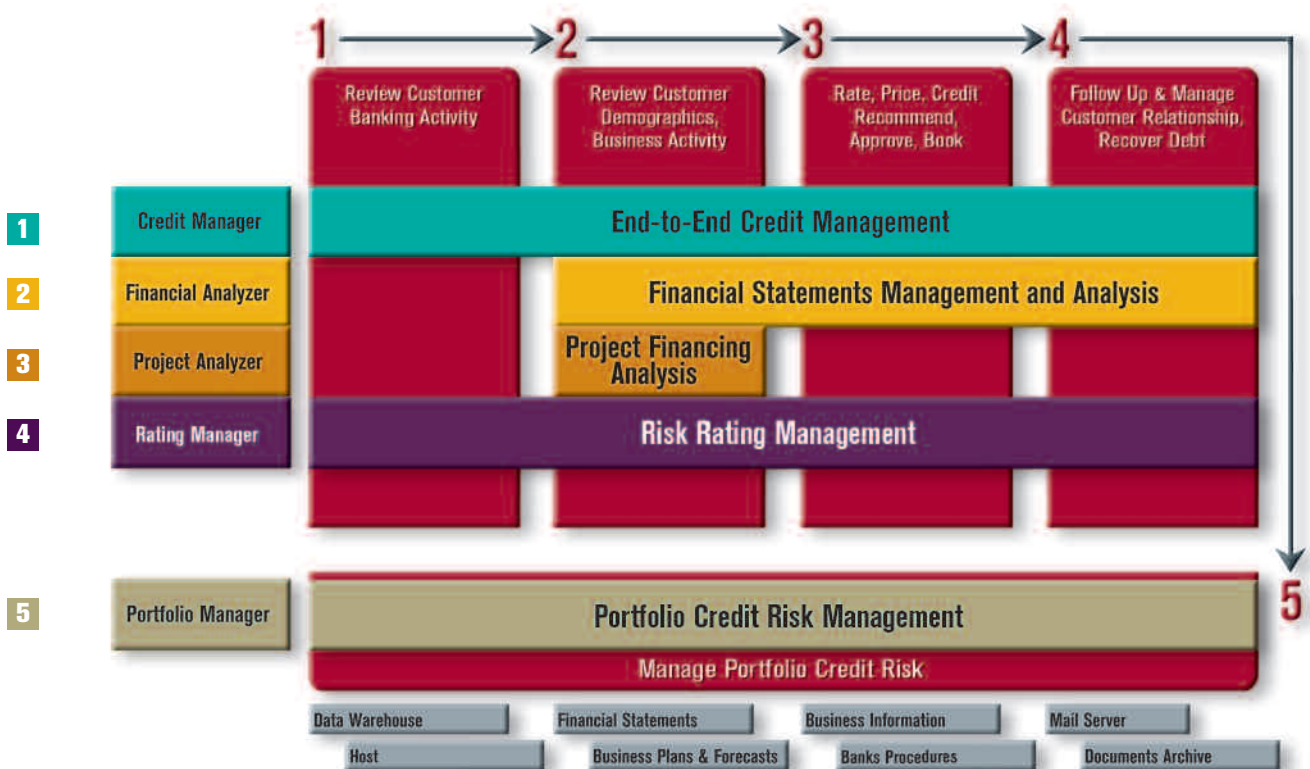 1
2
3
4
Review Customer
Banking Activity
Review Customer
Demographics,
Business Activity
Rate, Price, Credit
Recommend,
Approve, Book
Follow Up & Manage
Customer Relationship,
Recover Debt
1
Credit Manager
End-to-End Credit Management
2
Financial Analyzer
Financial Statements Management and Analysis
3
Project Analyzer
Project Financing
Analysis
4
Rating Manager
Risk Rating Management
5
Portfolio Manager
Portfolio Credit Risk Management
5
Manage Portfolio Credit Risk
Data Warehouse
Financial Statements
Business Information
Mail Server
Host
Business Plans & Forecasts
Banks Procedures
Documents Archive